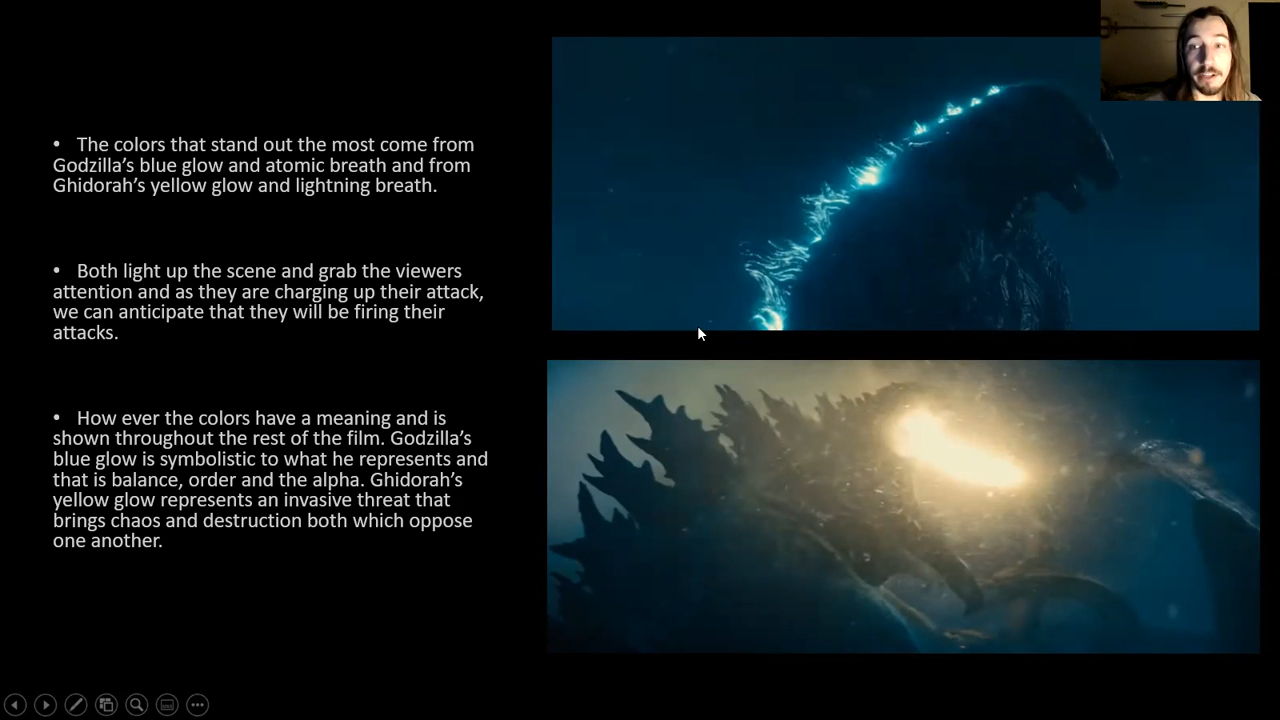 • The colors that stand out the most come from
Godzilla’s blue glow and atomic breath and from
Ghidorah’s yellow glow and lightning breath.
• Both light up the scene and grab the viewers
attention and as they are charging up their attack,
we can anticipate that they will be firing their
attacks.
• How ever the colors have a meaning and is
shown throughout the rest of the film. Godzilla’s
blue glow is symbolistic to what he represents and
that is balance, order and the alpha. Ghidorah’s
yellow glow represents an invasive threat that
brings chaos and destruction both which oppose
one another.